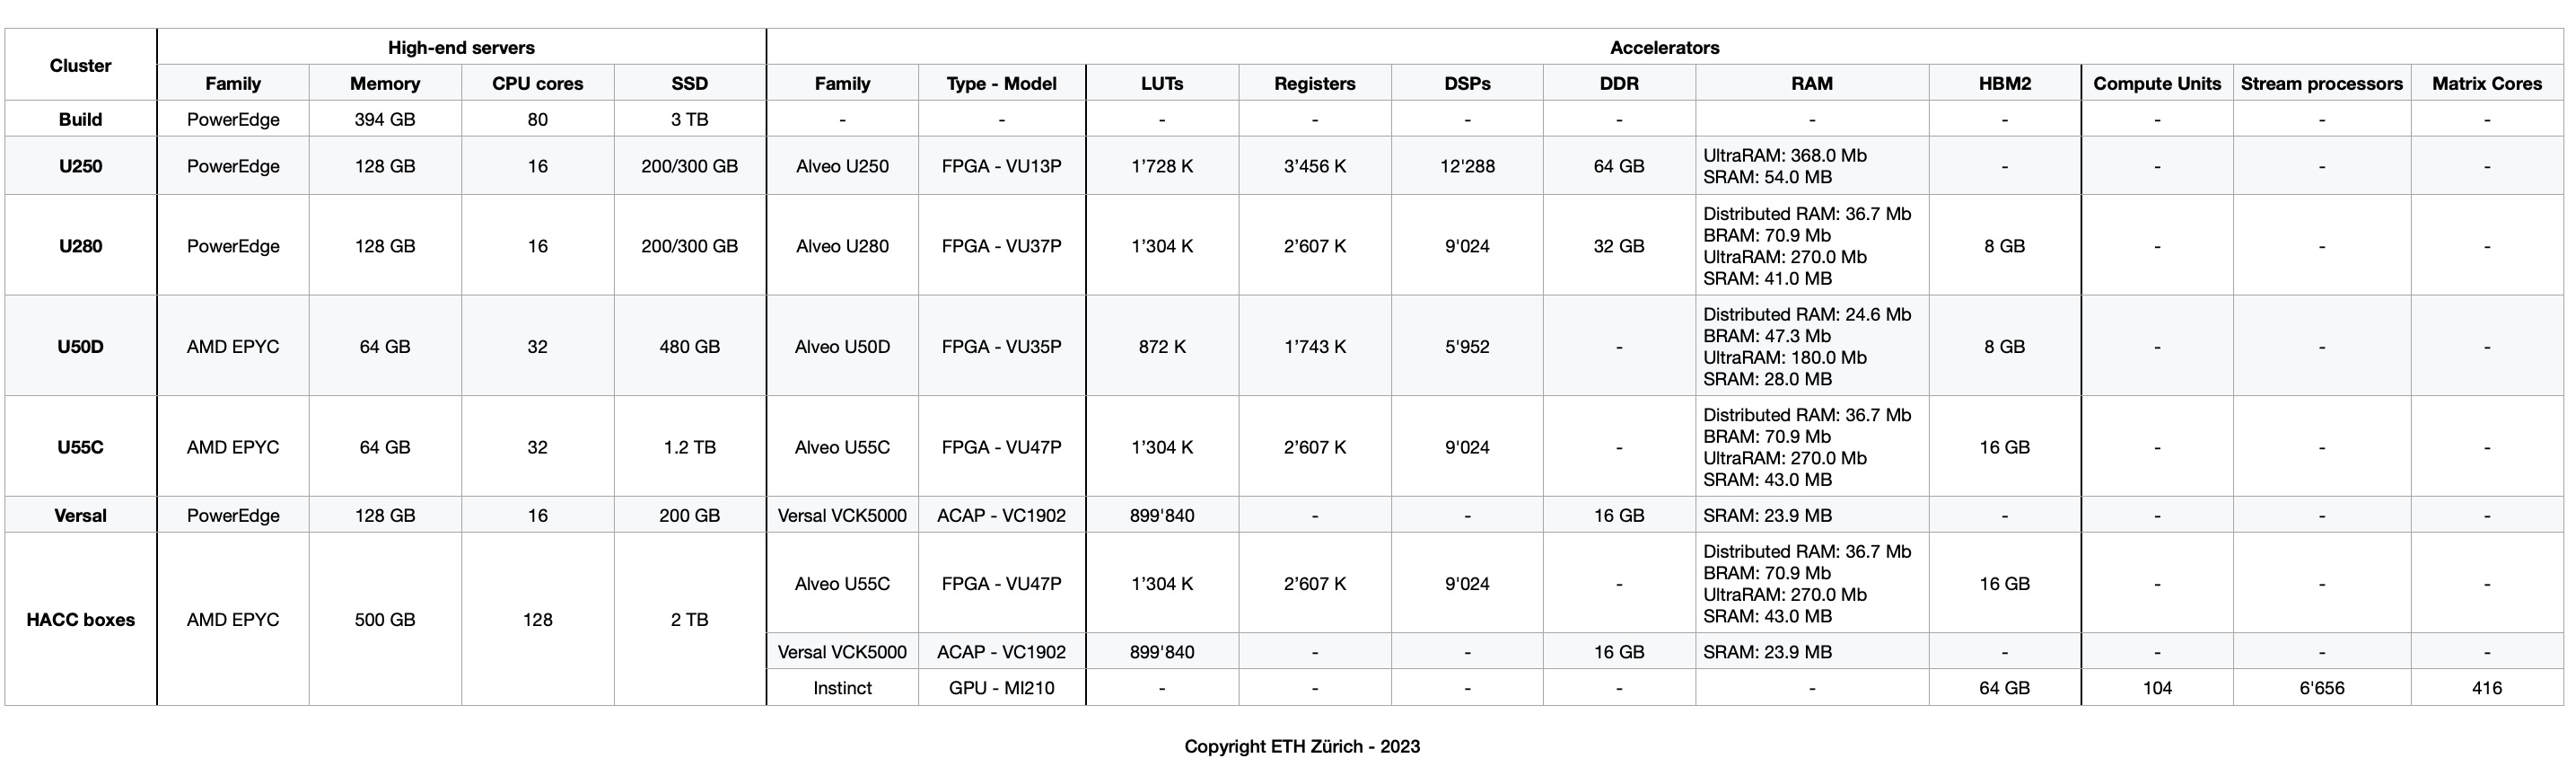 Cluster High-end servers Accelerators
Family Memory CPU cores SSD Family Type - Model LUTs Registers DSPs DDR RAM HBM2 Compute Units Stream processors Matrix Cores
Build PowerEdge 394 GB 80 3 TB - - - - - - - - - - -
U250 PowerEdge 128 GB 16 200/300 GB Alveo U250 FPGA - VU13P 1’728 K 3’456 K 12'288 64 GB UltraRAM: 368.0 Mb
SRAM: 54.0 MB - - - -
U280 PowerEdge 128 GB 16 200/300 GB Alveo U280 FPGA - VU37P 1’304 K 2’607 K 9'024 32 GB Distributed RAM: 36.7 Mb
BRAM: 70.9 Mb
UltraRAM: 270.0 Mb
SRAM: 41.0 MB 8 GB - - -
U50D AMD EPYC 64 GB 32 480 GB Alveo U50D FPGA - VU35P 872 K 1’743 K 5'952 - Distributed RAM: 24.6 Mb
BRAM: 47.3 Mb
UltraRAM: 180.0 Mb
SRAM: 28.0 MB 8 GB - - -
U55C AMD EPYC 64 GB 32 1.2 TB Alveo U55C FPGA - VU47P 1’304 K 2’607 K 9'024 - Distributed RAM: 36.7 Mb
BRAM: 70.9 Mb
UltraRAM: 270.0 Mb
SRAM: 43.0 MB 16 GB - - -
Versal PowerEdge 128 GB 16 200 GB Versal VCK5000 ACAP - VC1902 899'840 - - 16 GB SRAM: 23.9 MB - - - -
HACC boxes AMD EPYC 500 GB 128 2 TB Alveo U55C FPGA - VU47P 1’304 K 2’607 K 9'024 - Distributed RAM: 36.7 Mb
BRAM: 70.9 Mb
UltraRAM: 270.0 Mb
SRAM: 43.0 MB 16 GB - - -
Versal VCK5000 ACAP - VC1902 899'840 - - 16 GB SRAM: 23.9 MB - - - -
Instinct GPU - MI210 - - - - - 64 GB 104 6'656 416
Copyright ETH Zürich - 2023